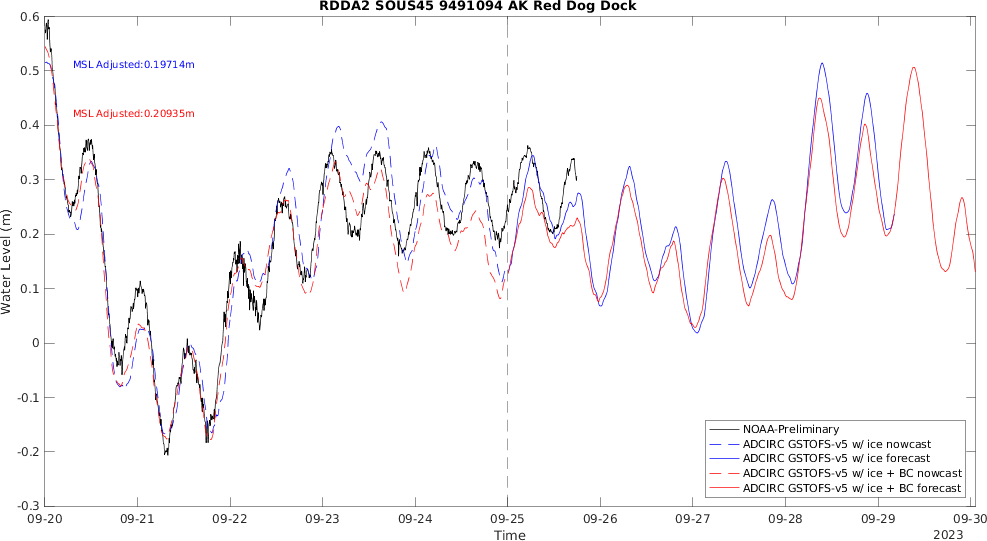 RDDA2 SOUS45 9491094 AK Red Dog Dock
0.6
0.5
0.4
0.3
0.2
0.1
0
-0.1
-0.2
-0.3
Water Level (m)
MSL Adjusted:0.19714m
MSL Adjusted:0.20935m
NOAA-Preliminary
ADCIRC GSTOFS-v5 w/ ice nowcast
ADCIRC GSTOFS-v5 w/ ice forecast
ADCIRC GSTOFS-v5 w/ ice + BC nowcast
ADCIRC GSTOFS-v5 w/ ice + BC forecast
09-20 09-21 09-22 09-23 09-24 09-25 09-26 09-27 09-28 09-29 09-30
Time
2023